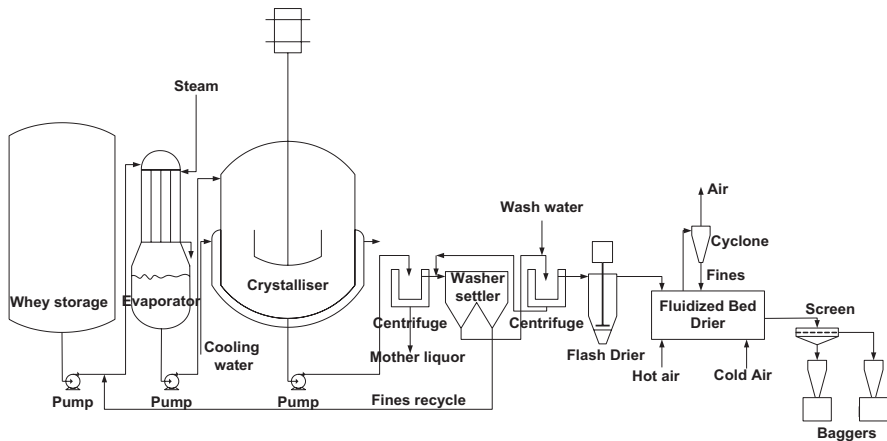 Steam
Whey storage
Evaporator
Crystalliser
Cooling
water
Pump
Pump
Pump
Centrifuge
Mother liquor
Fines recycle
Washer
settler
Wash water
Centrifuge
Flash Drier
Air
Cyclone
Fines
Fluidized Bed
Drier
Hot air
Cold Air
Screen
Baggers